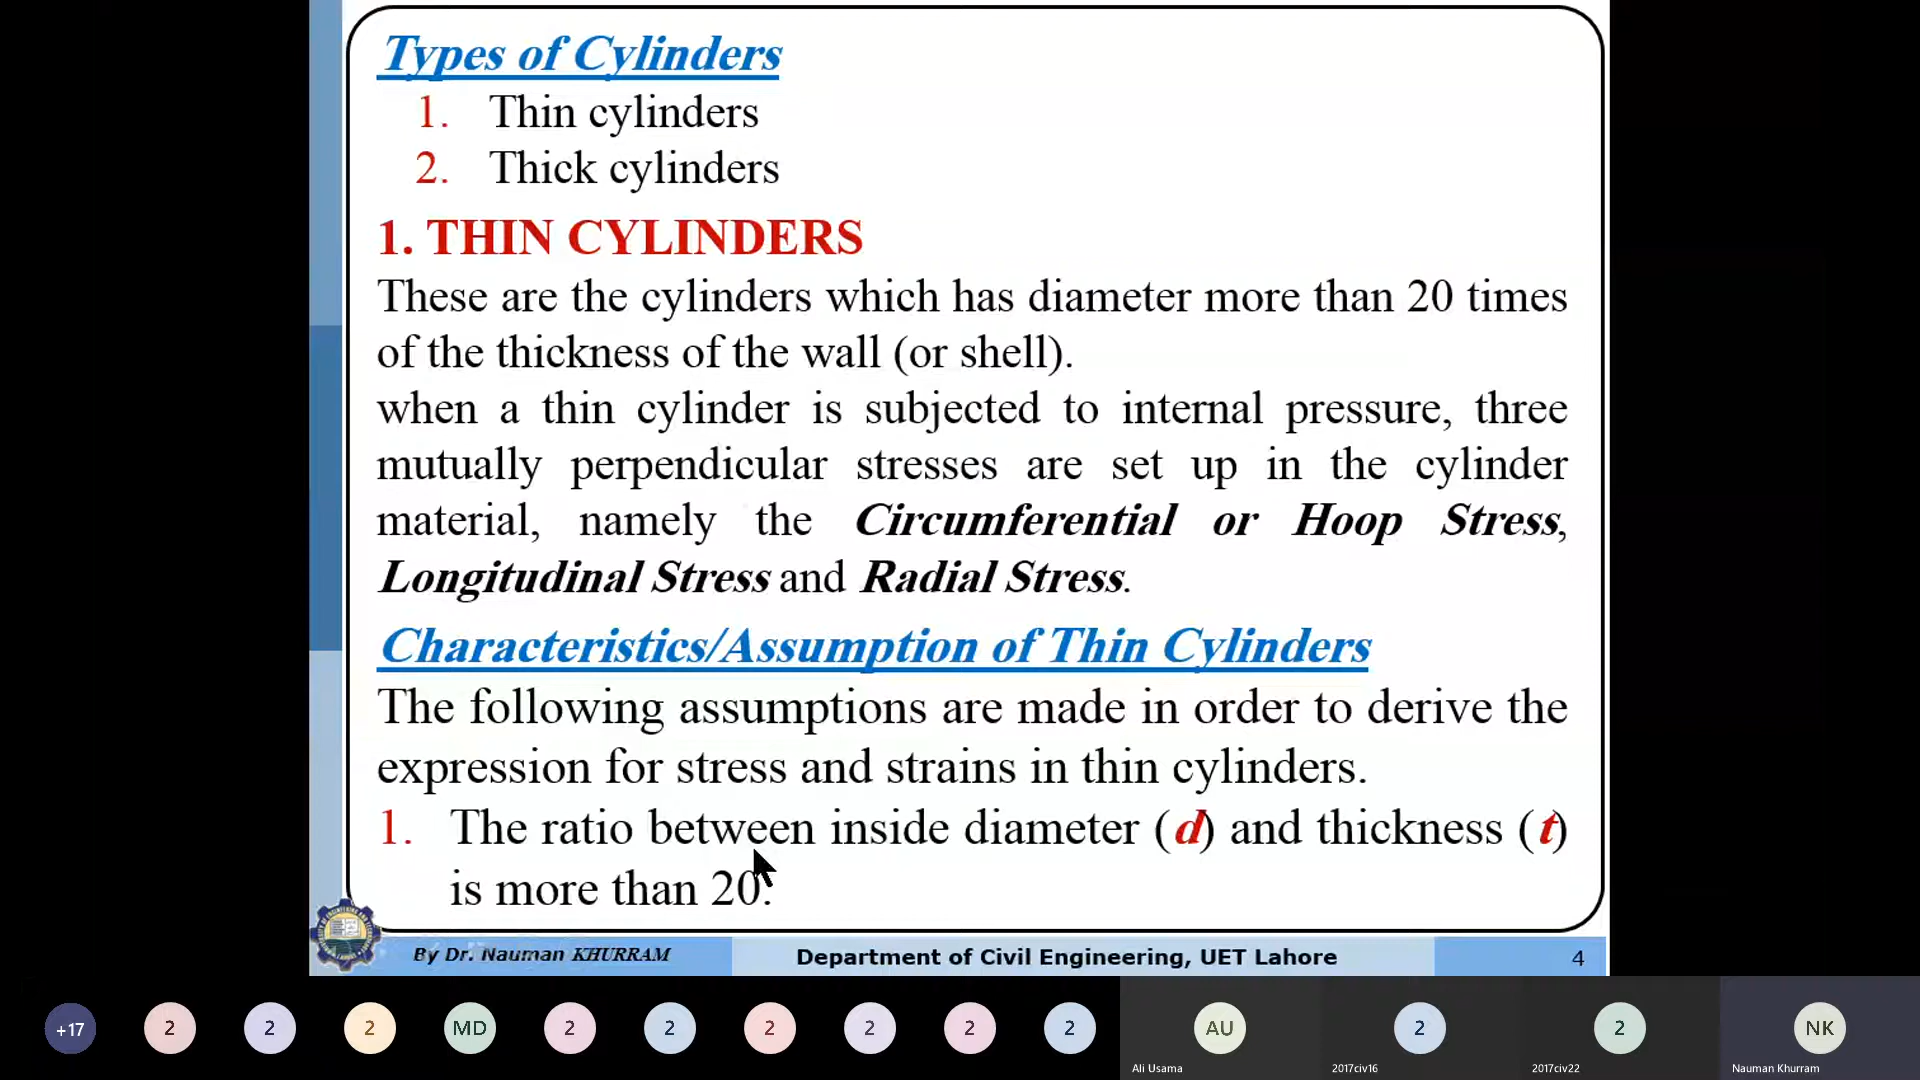 Types of Cylinders
1. Thin cylinders
2. Thick cylinders
1. THIN CYLINDERS
These are the cylinders which has diameter more than 20 times
of the thickness of the wall (or shell).
when a thin cylinder is subjected to internal pressure, three
mutually perpendicular stresses are set up in the cylinder
material, namely the Circumferential or Hoop Stress,
Longitudinal Stress and Radial Stress.
Characteristics/Assumption of Thin Cylinders
The following assumptions are made in order to derive the
expression for stress and strains in thin cylinders.
1. The ratio between inside diameter (d) and thickness (t)
is more than 20.
By Dr. Nauman KHURRAM
Department of Civil Engineering, UET Lahore
4
+17
2
2
2
MD
2
2
2
2
2
2
AU
2
2
NK
Ali Usama
2017civ16
2017civ22
Nauman Khurram